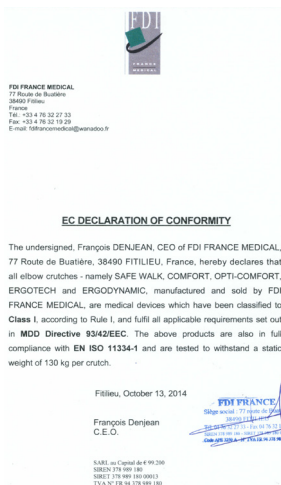 FDI
FRANCE
MEDICAL
FDI FRANCE MEDICAL
77 Route de Buatière
38490 Fitilieu
Tél.: +33 4 76 32 27 33
Fax: +33 4 76 32 19 29
E-mail: fdifrancemedical@wanadoo.fr
EC DECLARATION OF CONFORMITY
The undersigned, François DENJEAN, CEO of FDI FRANCE MEDICAL,
77 Route de Buatière, 38490 FITILIEU, France, hereby declares that
all elbow crutches - namely SAFE WALK, COMFORT, OPTI-COMFORT,
ERGOTECH and ERGODYNAMIC, manufactured and sold by FDI
FRANCE MEDICAL, are medical devices which have been classified to
Class I, according to Rule I, and fulfil all applicable requirements set out
in MDD Directive 93/42/EEC. The above products are also in full
compliance with EN ISO 11334-1 and are tested to withstand a static
weight of 130 kg per crutch.
Fitilieu, October 13, 2014
François Denjean
C.E.O.
FDI FRANCE
Siège social : 77 route de
SARL au Capital de € 99.200
SIREN 378 989 180
SIRET 378 989 180 00013
TVA N° FR 94 378 989 180